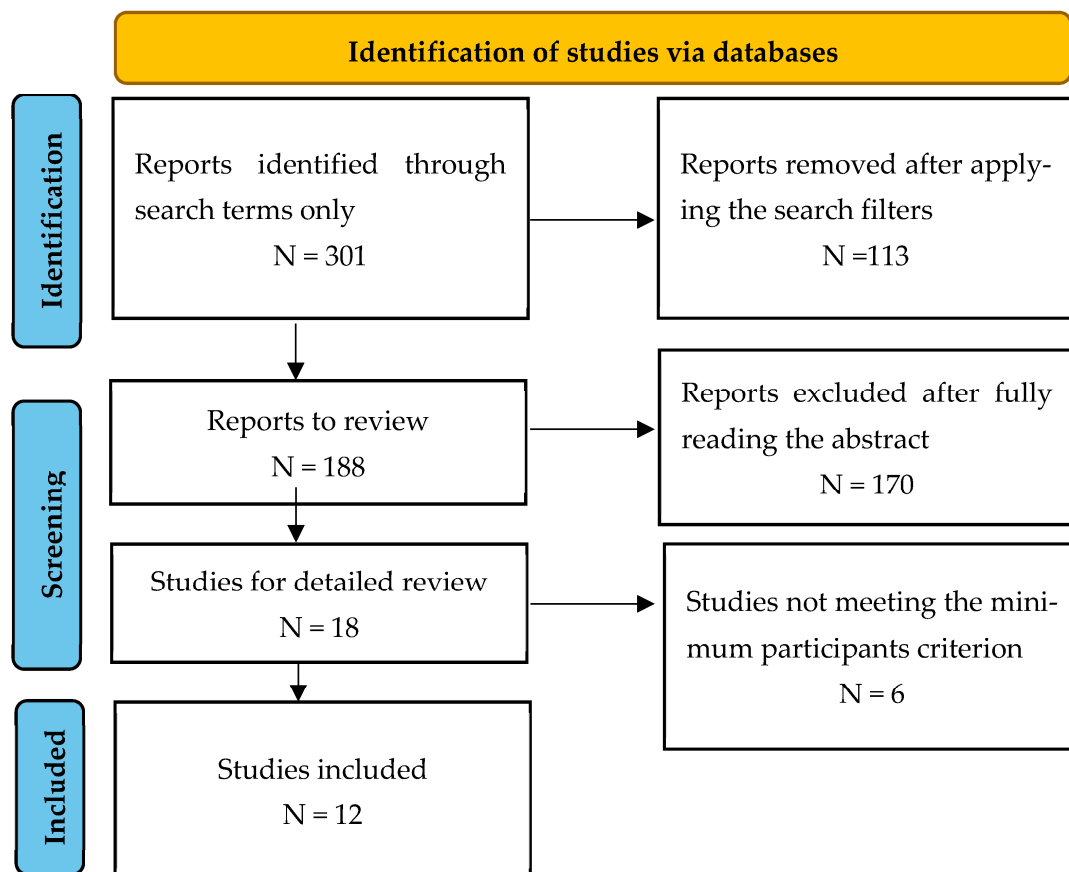 Identification of studies via databases
Identification
Reports identified through
search terms only
N = 301
Reports removed after apply-
ing the search filters
N =113
Screening
Reports to review
N = 188
Reports excluded after fully
reading the abstract
N = 170
Studies for detailed review
N = 18
Studies not meeting the mini-
mum participants criterion
N = 6
Included
Studies included
N = 12